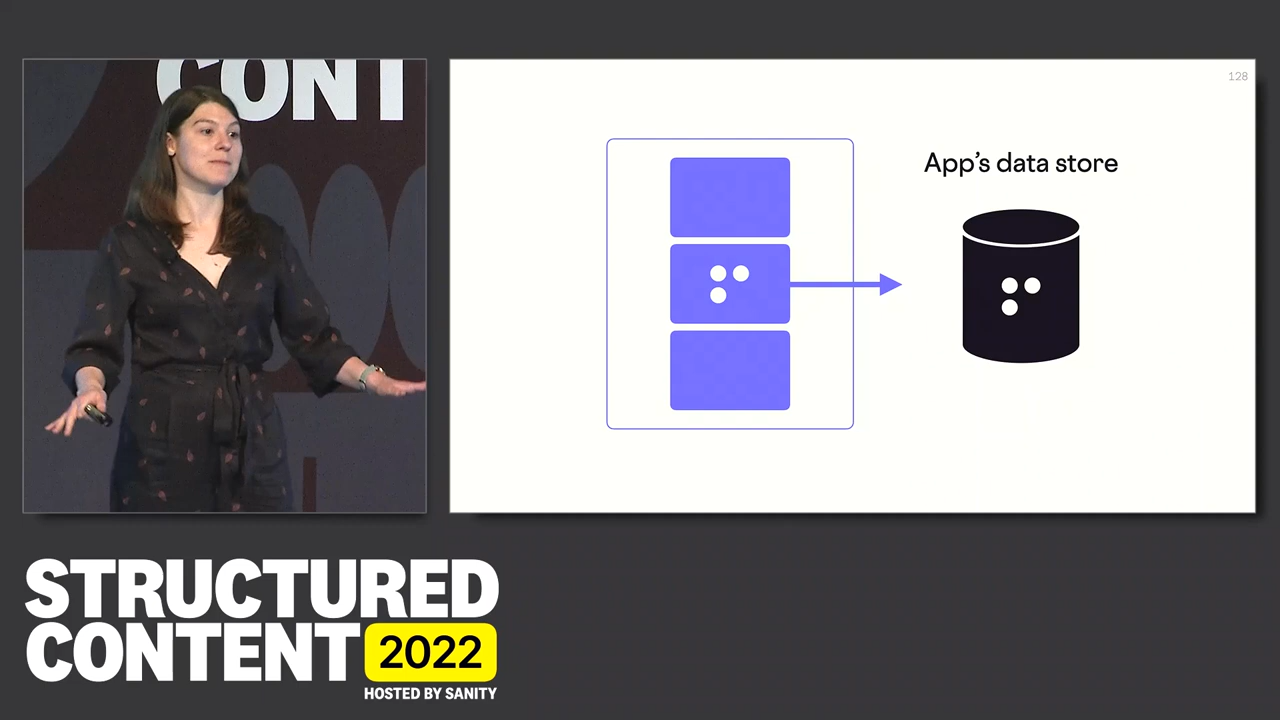 CONT
128
App's data store
STRUCTURED
CONTENT 2022
HOSTED BY SANITY